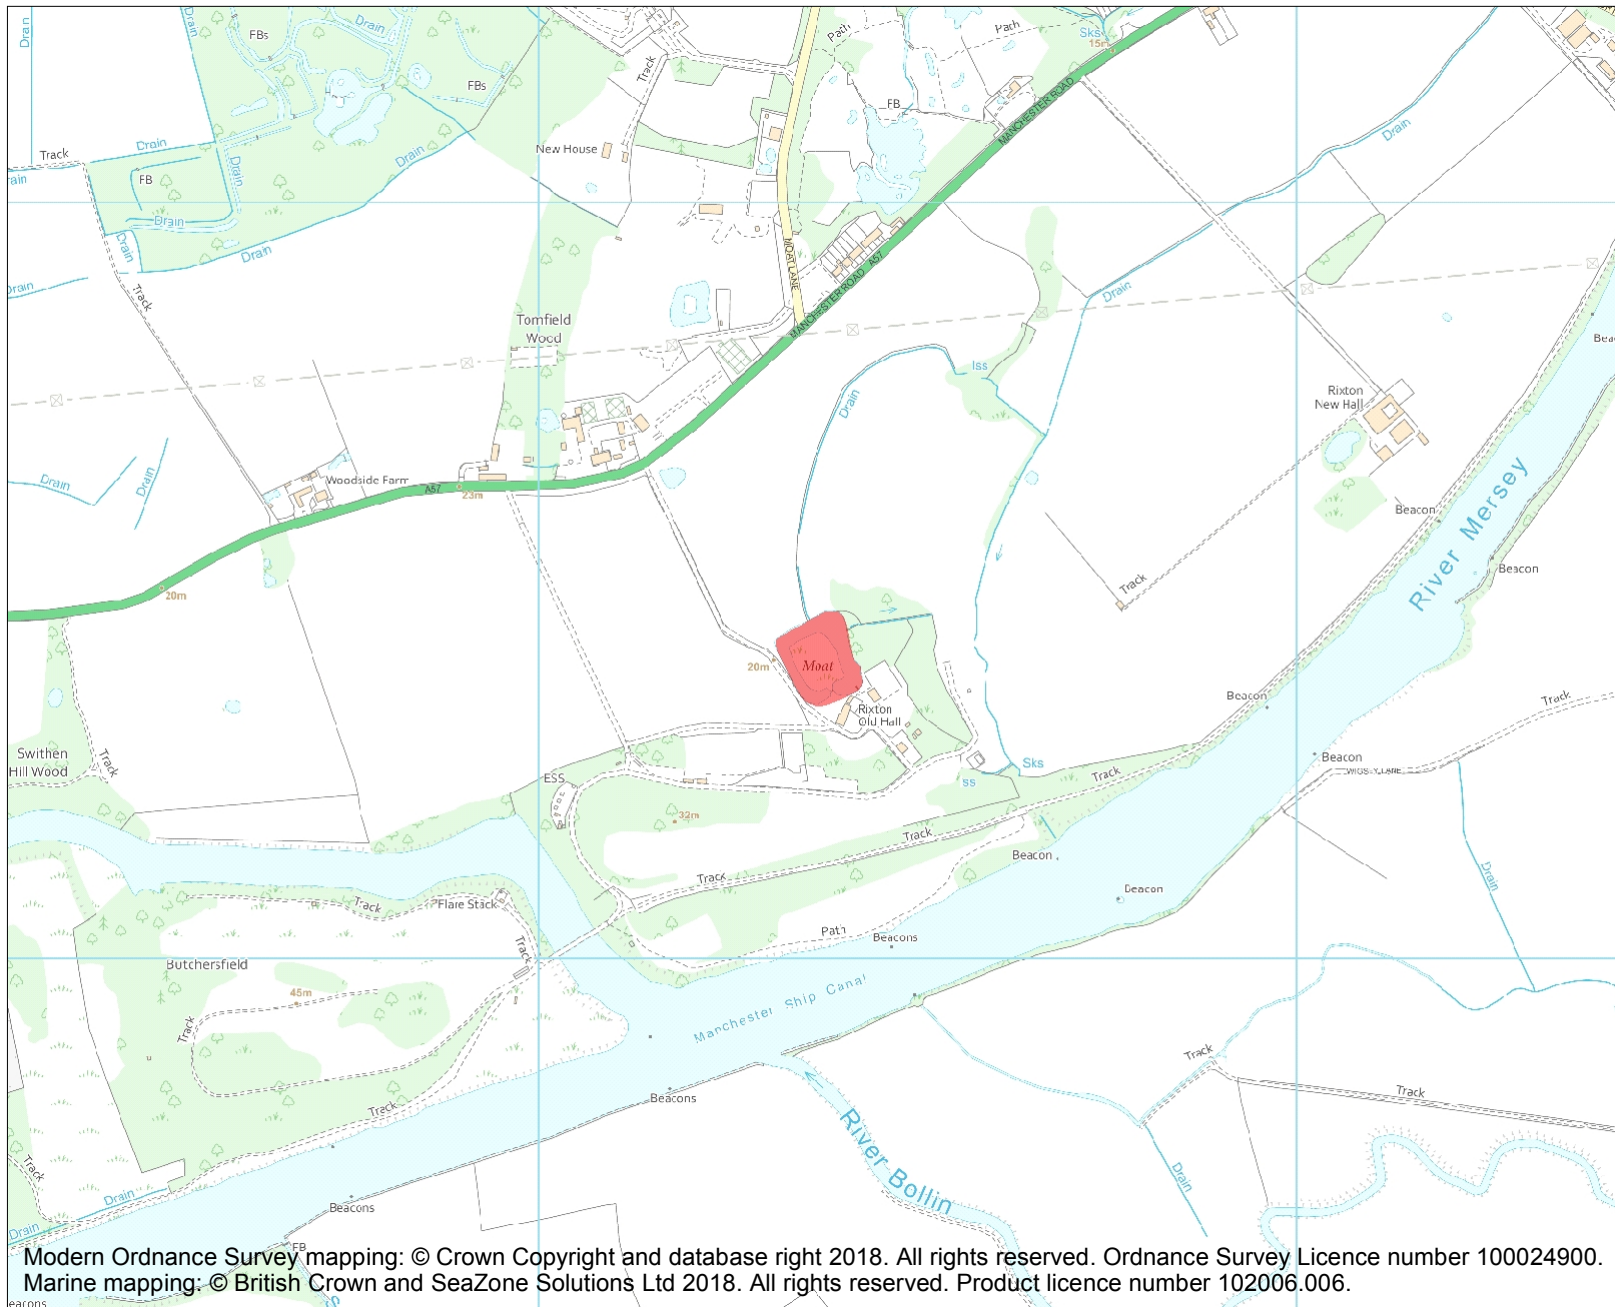 Drain
Drain
FBs
Drain
Track
Path
Path
Sks
15m
FBs
FB
MANCHESTER ROAD
Drain
Track
Drain
Drain
New House
FB
Drain
Drain
Drain
Drain
MOAT LANE
A57
MANCHESTER ROAD
Drain
Track
Drain
Tomfield
Wood
MANCHESTER ROAD
Iss
Drain
Rixton
New Hall
Drain
Drain
Woodside Farm
A57
23m
Beacon
River Mersey
Beacon
Track
20m
20m
Moat
Rixton
Old Hall
Beacon
Track
Swithen
Hill Wood
Track
Sks
ss
Track
Beacon
ESS
32m
Track
Beacon
Drain
Track
Beacon
Track
Flare Stack
Path
Beacons
Track
Butchersfield
45m
Track
Manchester Ship Canal
Track
Track
Beacons
Track
River Bollin
Track
Drain
Drain
Beacons
Drain
FB
Modern Ordnance Survey mapping: © Crown Copyright and database right 2018. All rights reserved. Ordnance Survey Licence number 100024900.
Marine mapping: © British Crown and SeaZone Solutions Ltd 2018. All rights reserved. Product licence number 102006.006.